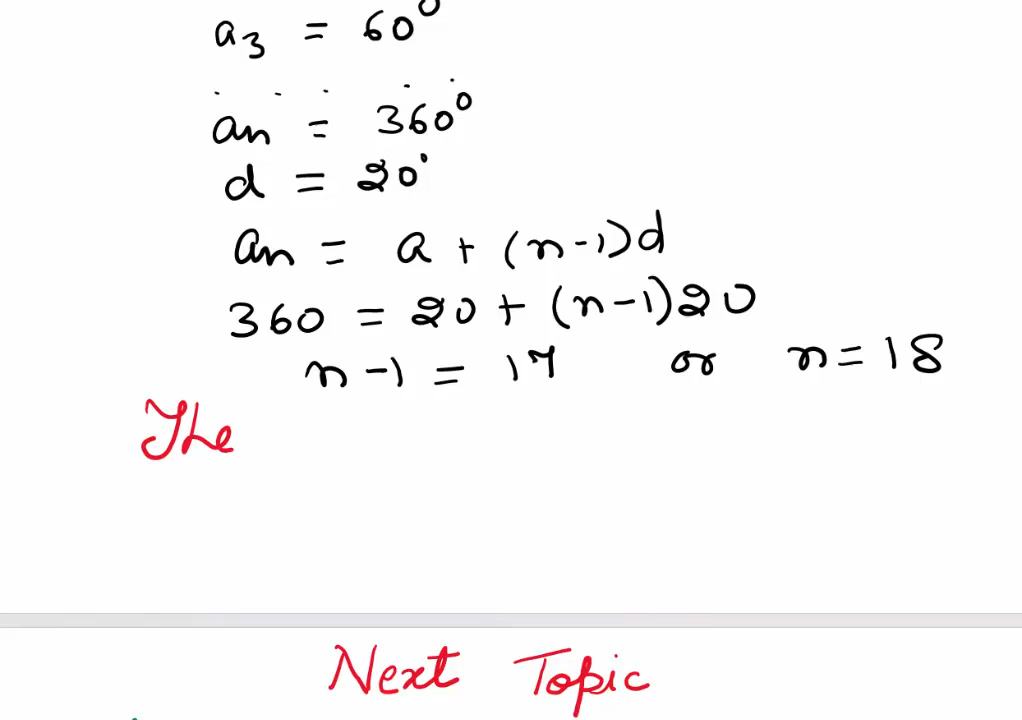 a3 = 60°
. . . . .
an = 360°
d = 20°
an = a + (n-1)d
360 = 20 + (n-1)20
n-1 = 17 or n = 18
The
Next Topic